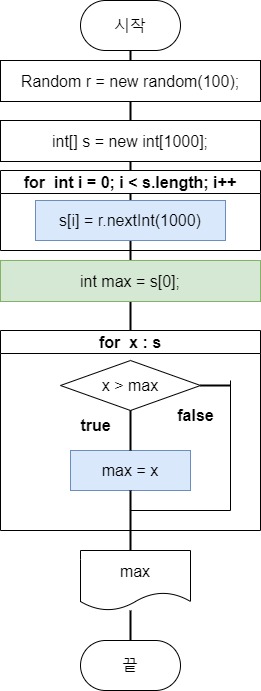 시작
Random r = new random(100);
int[] s = new int[1000];
for  int i = 0; i < s.length; i++
s[i] = r.nextInt(1000)
int max = s[0];
for  x : s
x > max
true
false
max = x
max
끝